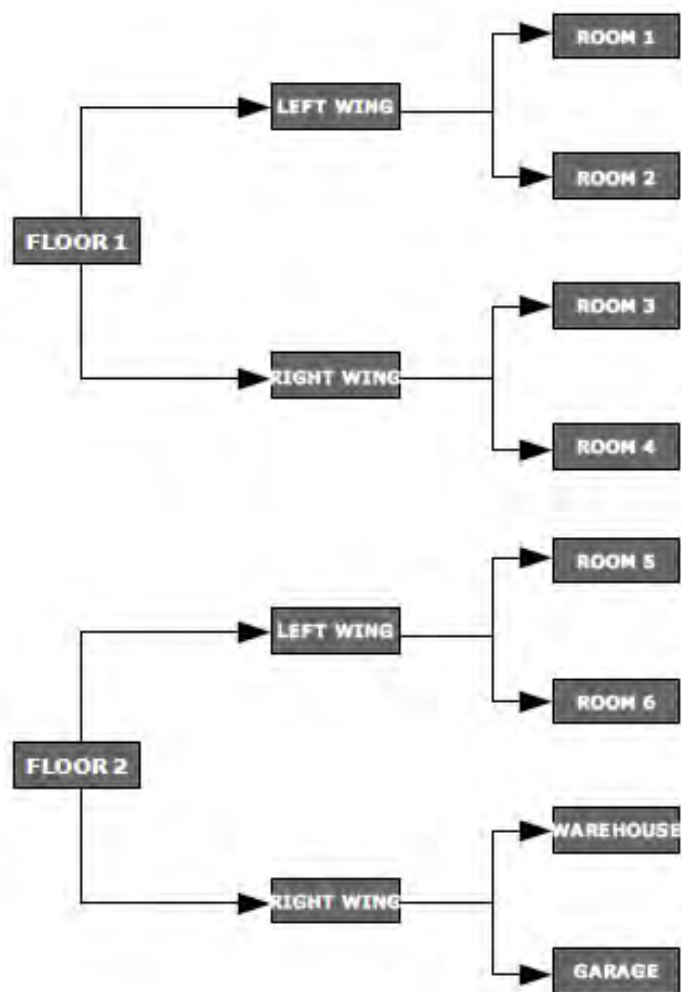 ROOM 1
LEFT WING
ROOM 2
FLOOR 1
ROOM 3
RIGHT WING
ROOM 4
ROOM 5
LEFT WING
ROOM 6
FLOOR 2
WAREHOUSE
RIGHT WING
GARAGE